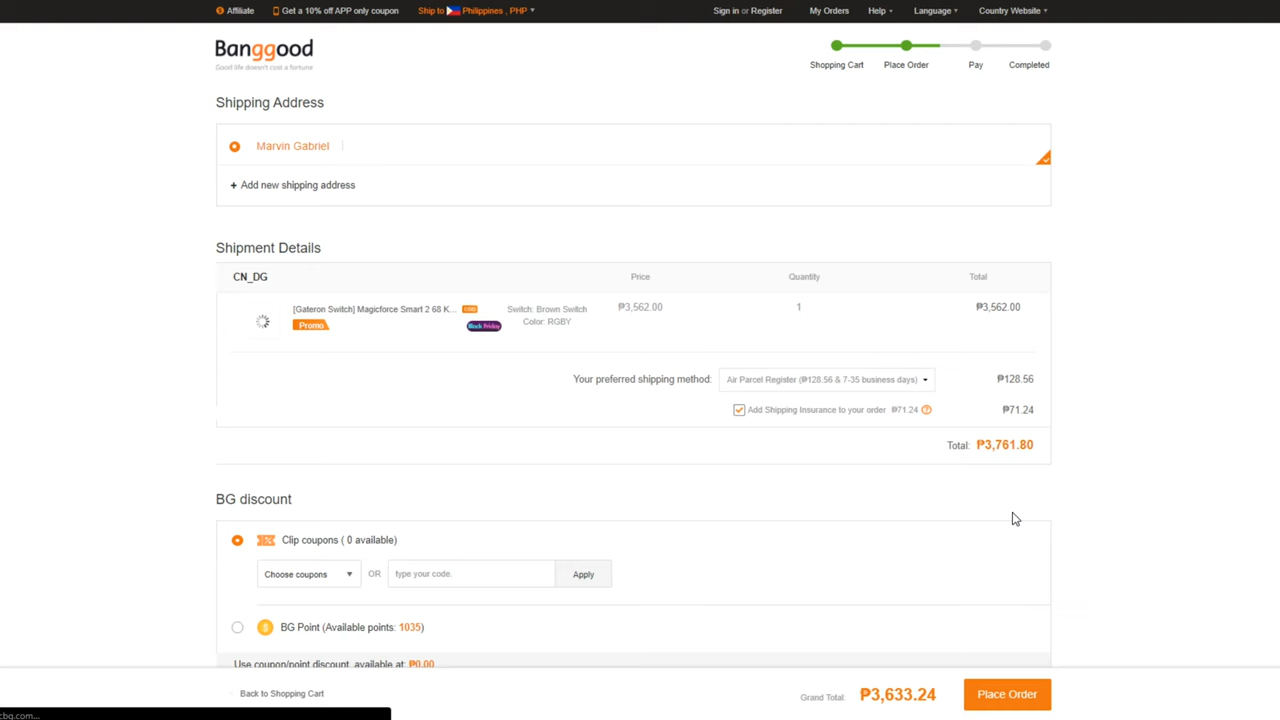 Affiliate Get a 10% off APP only coupon Ship to Philippines , PHP Sign in or Register My Orders Help Language Country Website
Banggood
Good life doesn't cost a fortune
Shopping Cart Place Order Pay Completed
Shipping Address
Marvin Gabriel
+ Add new shipping address
Shipment Details
CN_DG Price Quantity Total
[Gateron Switch] Magicforce Smart 2 68 K... Switch: Brown Switch ₱3,562.00 1 ₱3,562.00
Promo Black Friday Color: RGBY
Your preferred shipping method: Air Parcel Register (₱128.56 & 7-35 business days) ₱128.56
Add Shipping Insurance to your order ₱71.24 ? ₱71.24
Total: ₱3,761.80
BG discount
Clip coupons ( 0 available)
Choose coupons OR type your code. Apply
BG Point (Available points: 1035)
Use coupon/point discount, available at: ₱0.00
Back to Shopping Cart Grand Total: ₱3,633.24 Place Order
cbg.com...